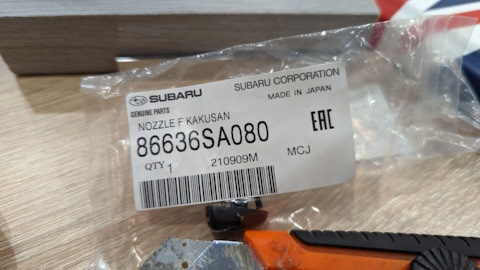 SUBARU
SUBARU CORPORATION
GENUINE PARTS
MADE IN JAPAN
NOZZLE F KAKUSAN
86636SA080
EAC
QTY 1
210909M
MCJ